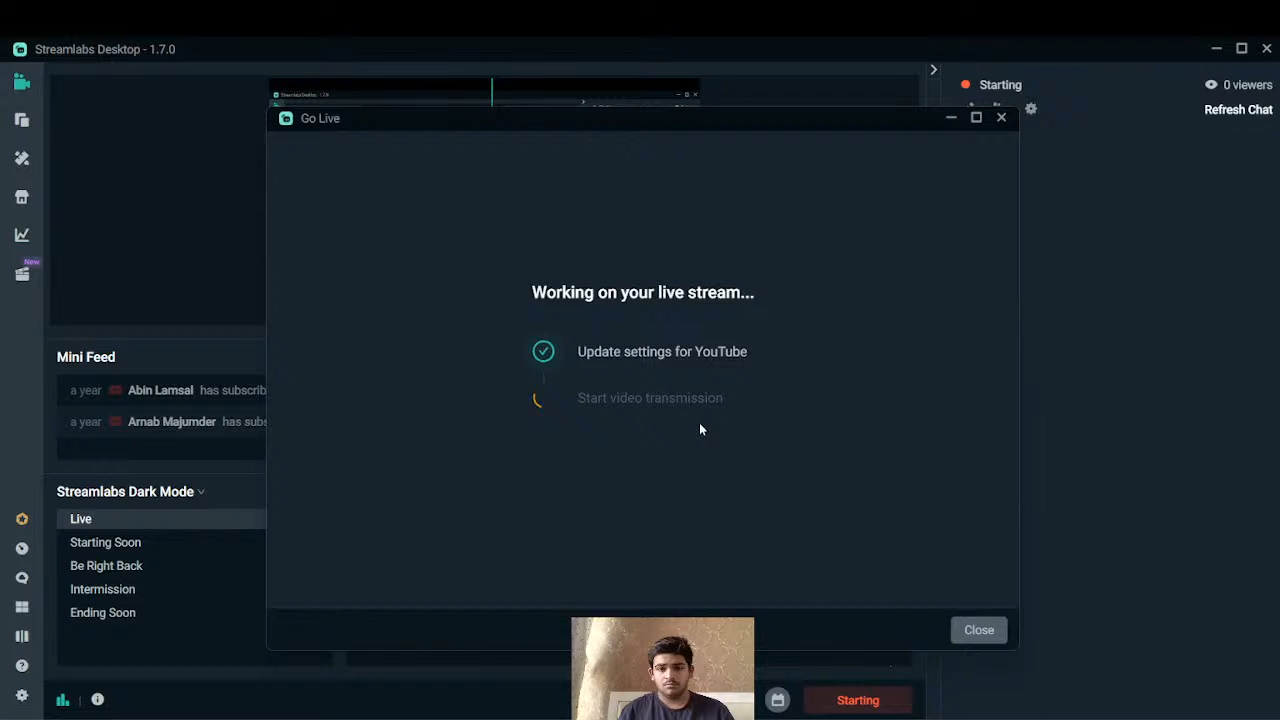 Streamlabs Desktop - 1.7.0
Starting
0 viewers
Refresh Chat
Go Live
New
Working on your live stream...
Update settings for YouTube
Start video transmission
Mini Feed
a year Abin Lamsal has subscrib
a year Arnab Majumder has subs
Streamlabs Dark Mode
Live
Starting Soon
Be Right Back
Intermission
Ending Soon
Close
Starting